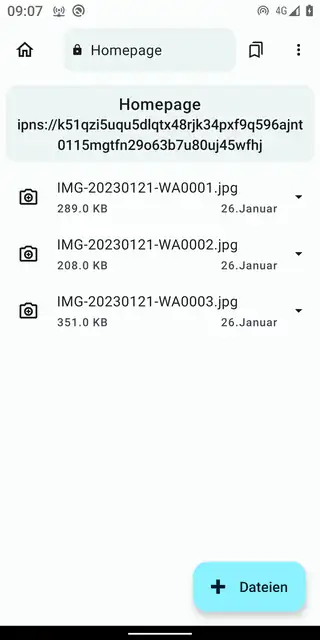 09:07
4G
Homepage
Homepage
ipns://k51qzi5uqu5dlqtx48rjk34pxf9q596ajnt
0115mgtfn29o63b7u80uj45wfhj
IMG-20230121-WA0001.jpg
289.0 KB 26.Januar
IMG-20230121-WA0002.jpg
208.0 KB 26.Januar
IMG-20230121-WA0003.jpg
351.0 KB 26.Januar
Dateien